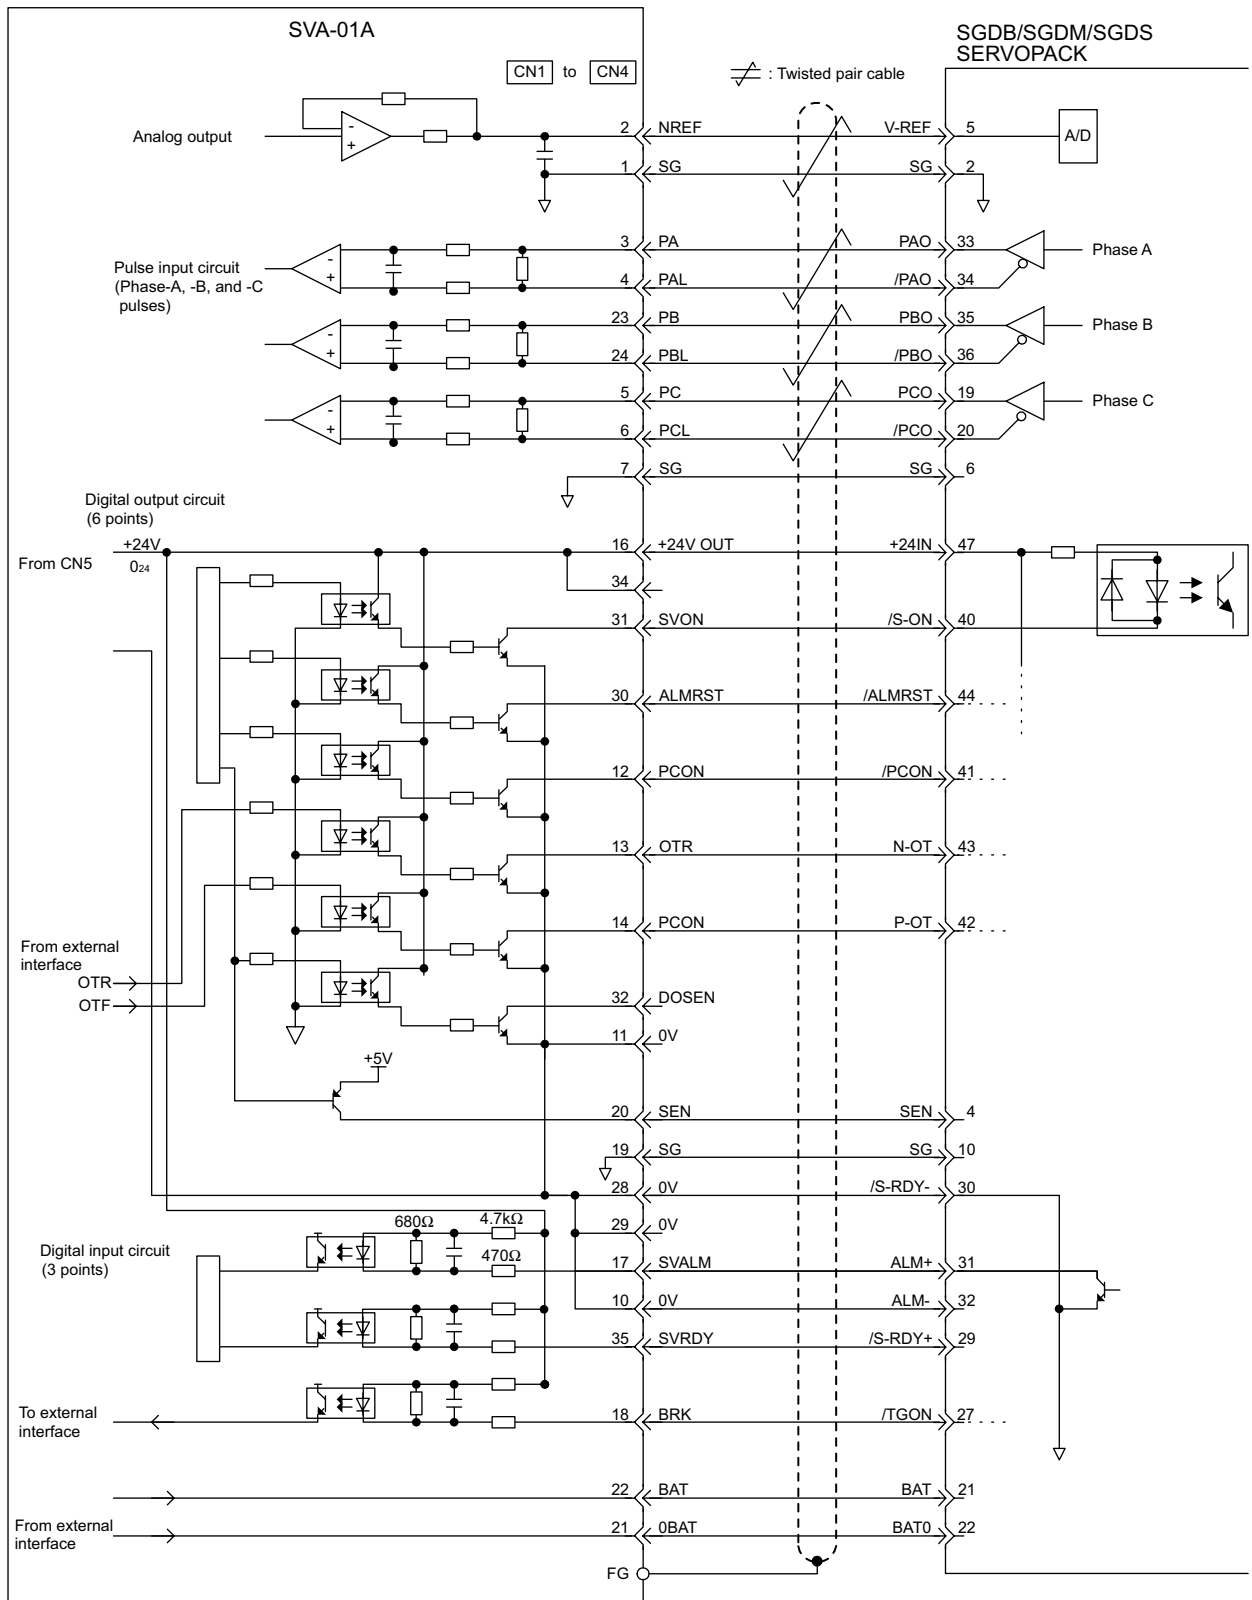 SVA-01A
SGDB/SGDM/SGDS
SERVOPACK
CN1 to CN4
: Twisted pair cable
Analog output
2 NREF V-REF 5
A/D
1 SG SG 2
Pulse input circuit
(Phase-A, -B, and -C
pulses)
3 PA PAO 33 Phase A
4 PAL /PAO 34
23 PB PBO 35 Phase B
24 PBL /PBO 36
5 PC PCO 19 Phase C
6 PCL /PCO 20
7 SG SG 6
Digital output circuit
(6 points)
From CN5
+24V
024
16 +24V OUT +24IN 47
34
31 SVON /S-ON 40
30 ALMRST /ALMRST 44
12 PCON /PCON 41
13 OTR N-OT 43
14 PCON P-OT 42
From external
interface
OTR
OTF
32 DOSEN
11 0V
+5V
20 SEN SEN 4
19 SG SG 10
28 0V /S-RDY- 30
29 0V
Digital input circuit
(3 points)
680Ω 4.7kΩ
470Ω
17 SVALM ALM+ 31
10 0V ALM- 32
35 SVRDY /S-RDY+ 29
To external
interface
18 BRK /TGON 27
22 BAT BAT 21
From external
interface
21 0BAT BAT0 22
FG